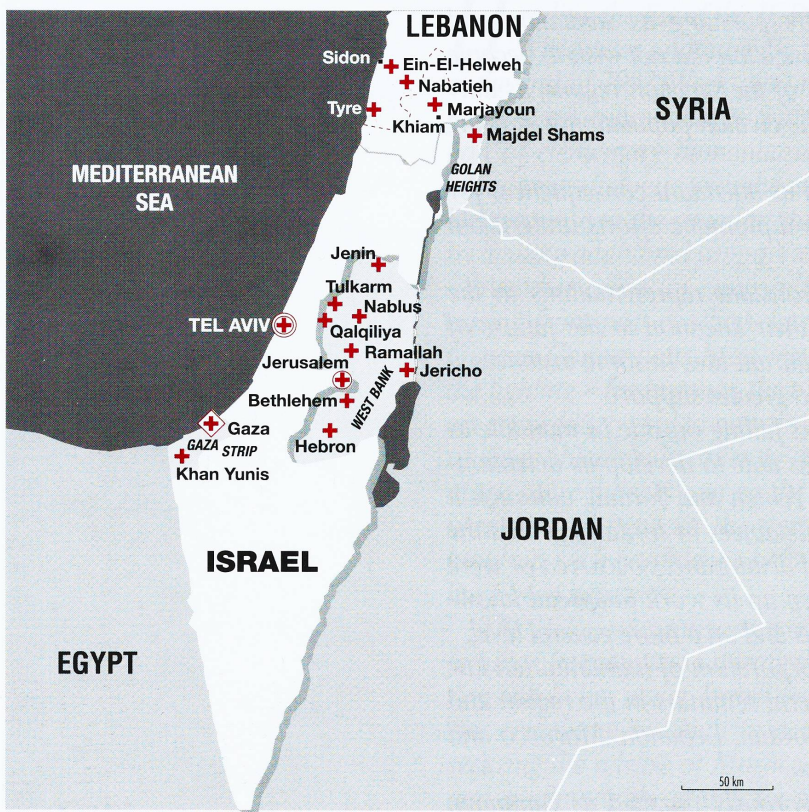 LEBANON
Sidon
Ein-El-Helweh
Nabatieh
Tyre
Marjayoun
Khiam
SYRIA
Majdel Shams
MEDITERRANEAN
SEA
GOLAN
HEIGHTS
Jenin
Tulkarm
Nablus
TEL AVIV
Qalqiliya
Ramallah
Jerusalem
Jericho
Bethlehem
WEST BANK
Gaza
GAZA STRIP
Hebron
Khan Yunis
JORDAN
ISRAEL
EGYPT
50 km